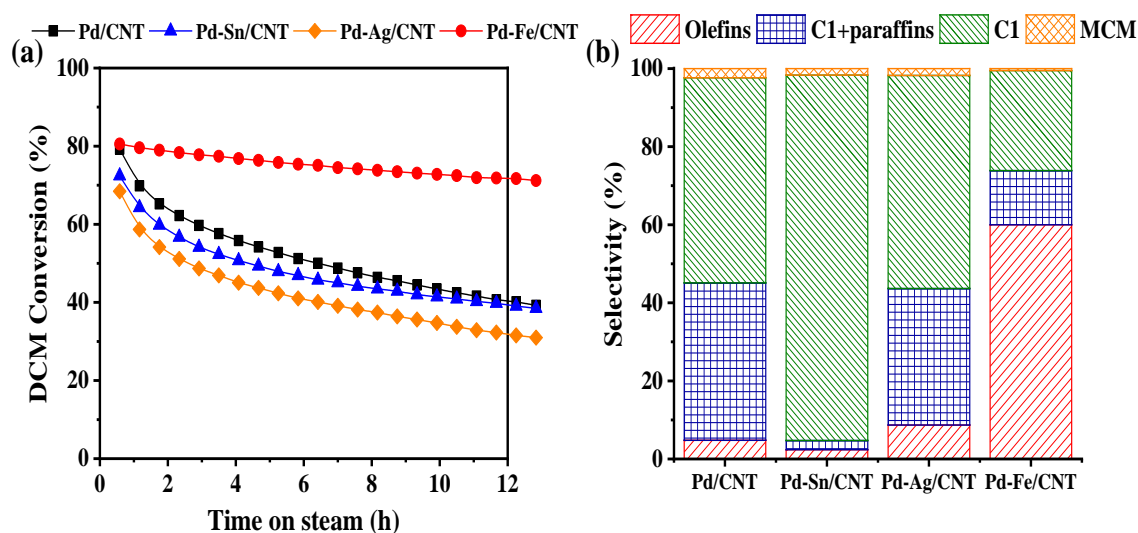 Pd/CNT Pd-Sn/CNT Pd-Ag/CNT Pd-Fe/CNT
(a)
100
80
60
40
20
0
DCM Conversion (%)
0 2 4 6 8 10 12
Time on steam (h)
Olefins C1+paraffins C1 MCM
(b)
100
80
60
40
20
0
Selectivity (%)
Pd/CNT Pd-Sn/CNT Pd-Ag/CNT Pd-Fe/CNT